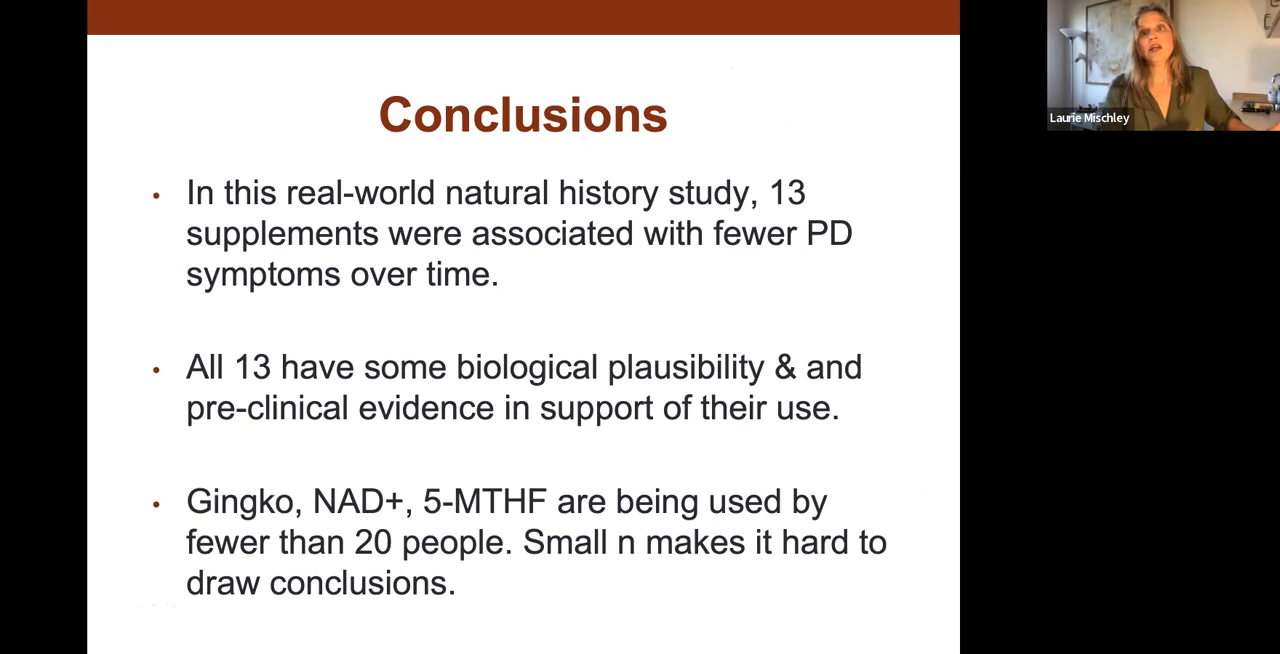 Conclusions
• In this real-world natural history study, 13
supplements were associated with fewer PD
symptoms over time.
• All 13 have some biological plausibility & and
pre-clinical evidence in support of their use.
• Gingko, NAD+, 5-MTHF are being used by
fewer than 20 people. Small n makes it hard to
draw conclusions.
Laurie Mischley